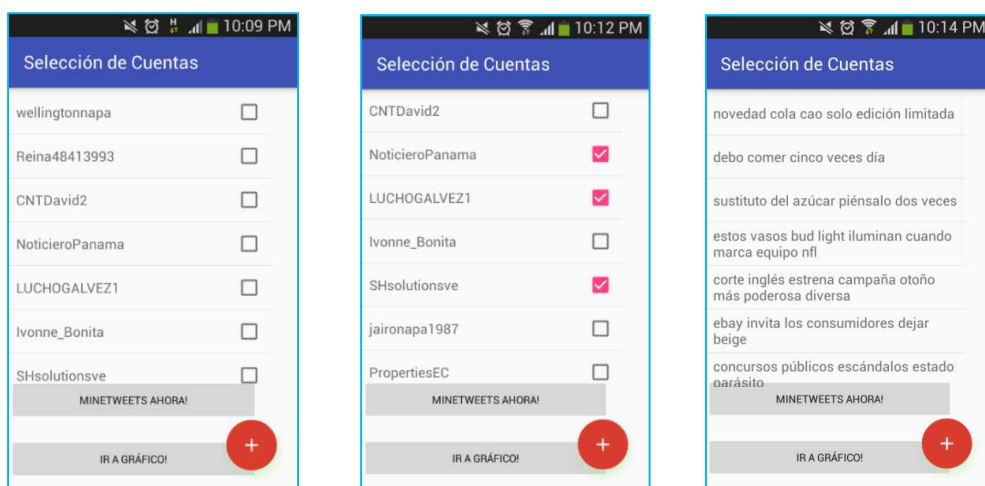 10:09 PM
Selección de Cuentas
wellingtonnapa
Reina48413993
CNTDavid2
NoticieroPanama
LUCHOGALVEZ1
Ivonne_Bonita
SHsolutionsve
MINETWEETS AHORA!
IR A GRÁFICO!
+
10:12 PM
Selección de Cuentas
CNTDavid2
NoticieroPanama
LUCHOGALVEZ1
Ivonne_Bonita
SHsolutionsve
jaironapa1987
PropertiesEC
MINETWEETS AHORA!
IR A GRÁFICO!
+
10:14 PM
Selección de Cuentas
novedad cola cao solo edición limitada
debo comer cinco veces día
sustituto del azúcar piénsalo dos veces
estos vasos bud light iluminan cuando
marca equipo nfl
corte inglés estrena campaña otoño
más poderosa diversa
ebay invita los consumidores dejar
beige
concursos públicos escándalos estado
parásito
MINETWEETS AHORA!
IR A GRÁFICO!
+